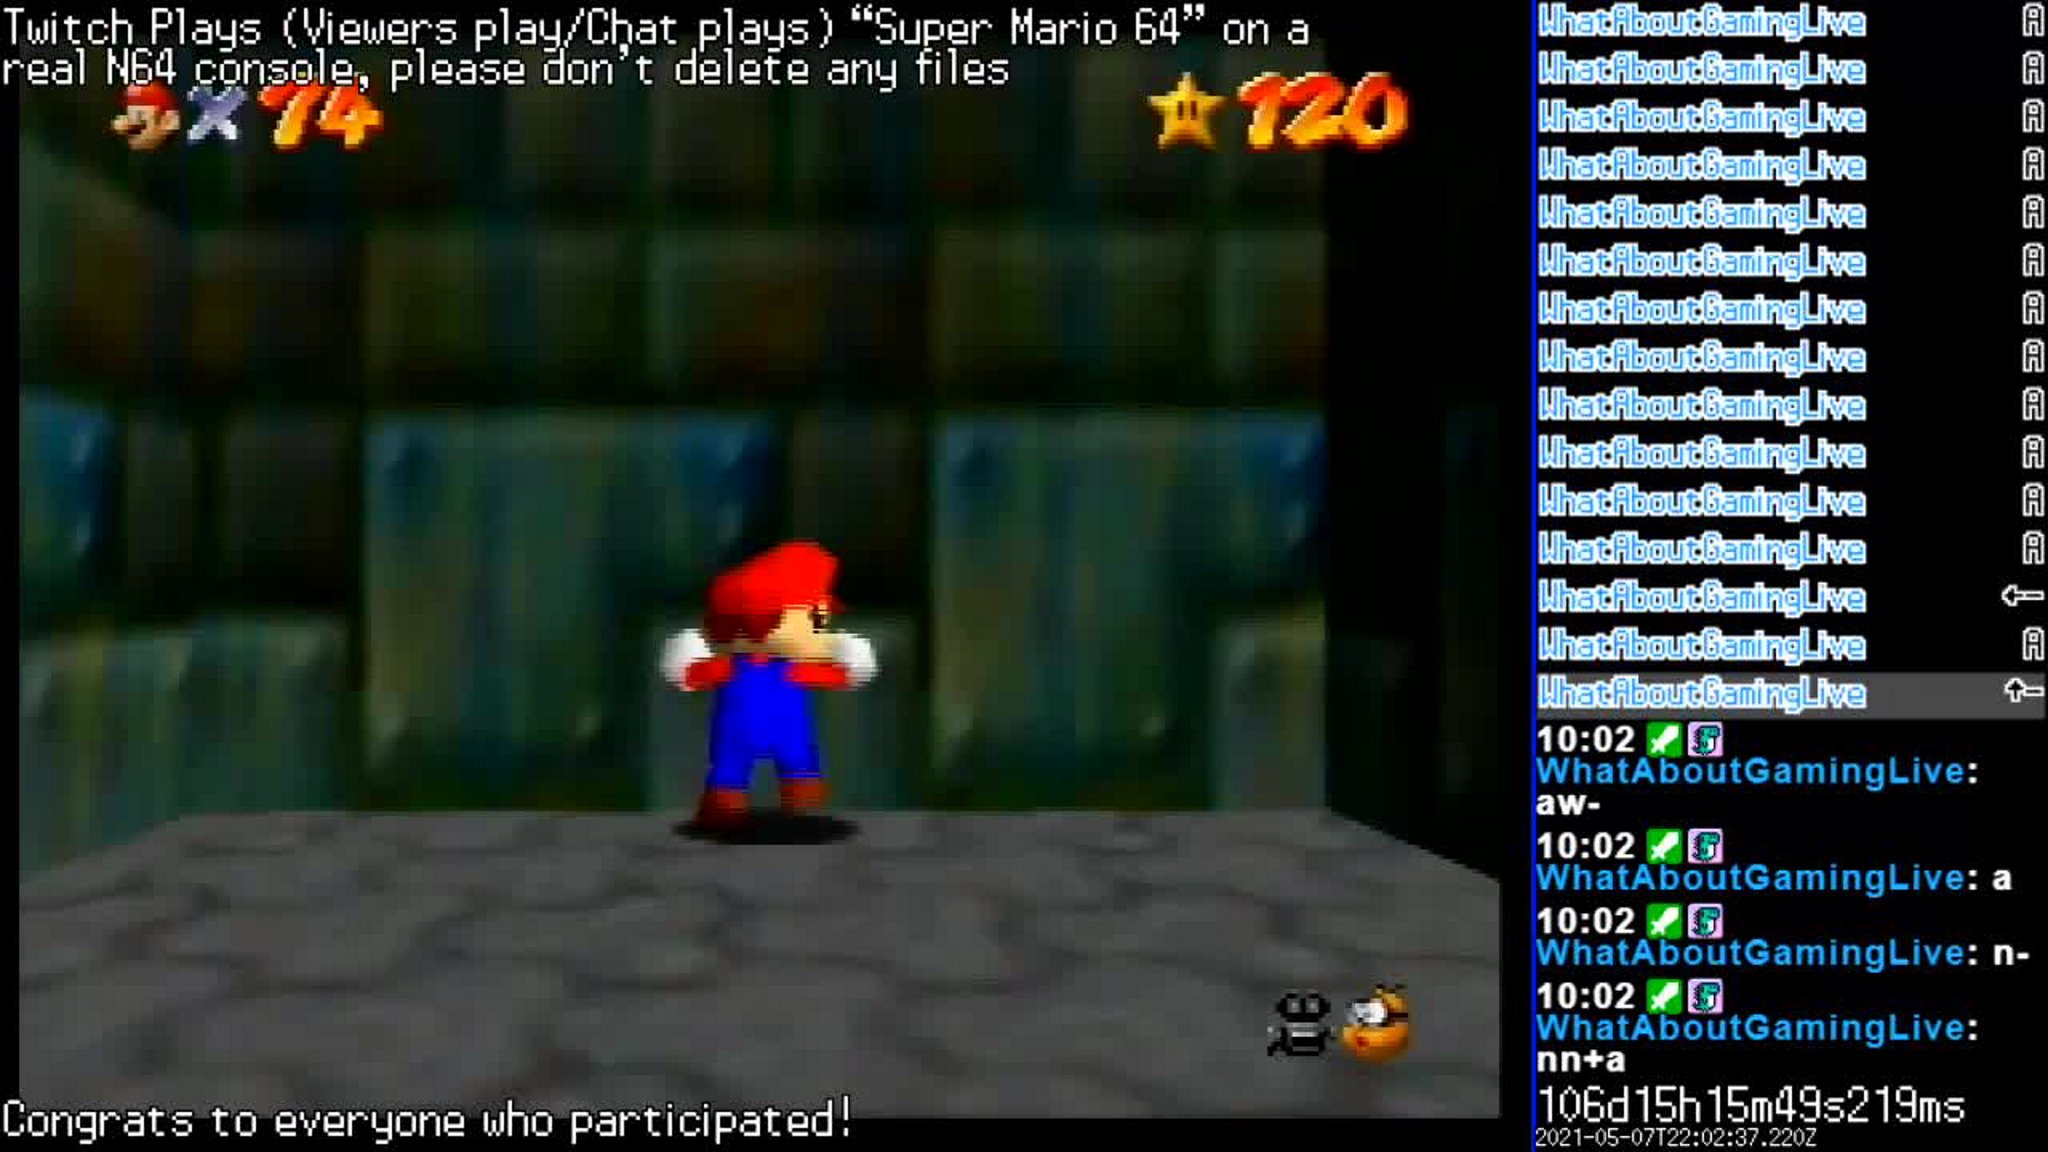 Twitch Plays (Viewers play/Chat plays) “Super Mario 64” on a
real N64 console, please don't delete any files
x 74
120
WhatAboutGamingLive A
WhatAboutGamingLive A
WhatAboutGamingLive A
WhatAboutGamingLive A
WhatAboutGamingLive A
WhatAboutGamingLive A
WhatAboutGamingLive A
WhatAboutGamingLive A
WhatAboutGamingLive A
WhatAboutGamingLive A
WhatAboutGamingLive A
WhatAboutGamingLive A
WhatAboutGamingLive ←
WhatAboutGamingLive A
WhatAboutGamingLive
10:02
WhatAboutGamingLive:
aw-
10:02
WhatAboutGamingLive: a
10:02
WhatAboutGamingLive: n-
10:02
WhatAboutGamingLive:
nn+a
106d15h15m49s219ms
2021-05-07T22:02:37.220Z
Congrats to everyone who participated!